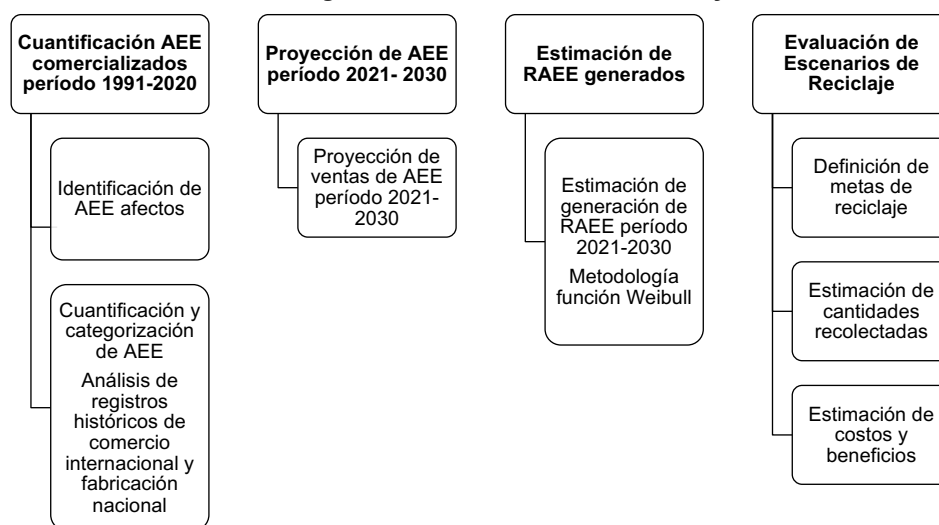 Cuantificación AEE
comercializados
período 1991-2020
Identificación de
AEE afectos
Cuantificación y
categorización
de AEE
Análisis de
registros
históricos de
comercio
internacional y
fabricación
nacional
Proyección de AEE
período 2021- 2030
Proyección de
ventas de AEE
período 2021-
2030
Estimación de
RAEE generados
Estimación de
generación de
RAEE período
2021-2030
Metodología
función Weibull
Evaluación de
Escenarios de
Reciclaje
Definición de
metas de
reciclaje
Estimación de
cantidades
recolectadas
Estimación de
costos y
beneficios